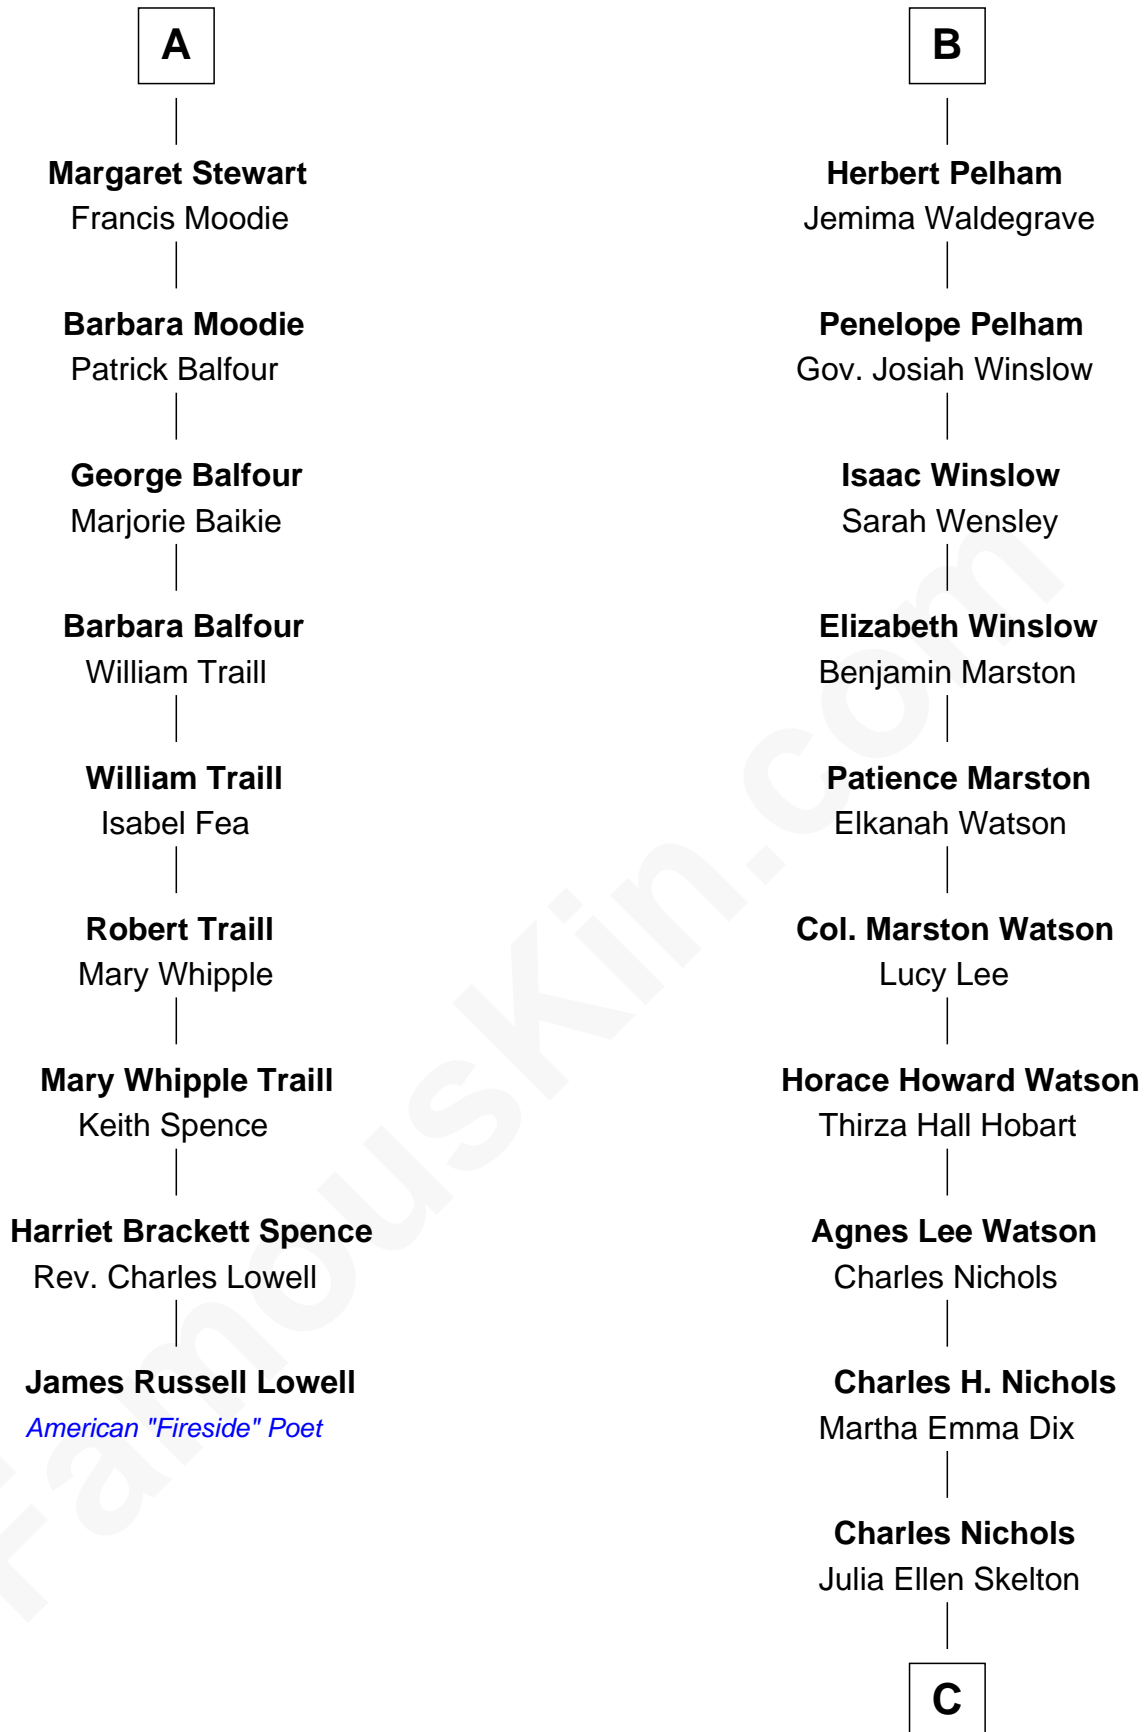 A
Margaret Stewart
Francis Moodie
Barbara Moodie
Patrick Balfour
George Balfour
Marjorie Baikie
Barbara Balfour
William Traill
William Traill
Isabel Fea
Robert Traill
Mary Whipple
Mary Whipple Traill
Keith Spence
Harriet Brackett Spence
Rev. Charles Lowell
James Russell Lowell
American "Fireside" Poet
B
Herbert Pelham
Jemima Waldegrave
Penelope Pelham
Gov. Josiah Winslow
Isaac Winslow
Sarah Wensley
Elizabeth Winslow
Benjamin Marston
Patience Marston
Elkanah Watson
Col. Marston Watson
Lucy Lee
Horace Howard Watson
Thirza Hall Hobart
Agnes Lee Watson
Charles Nichols
Charles H. Nichols
Martha Emma Dix
Charles Nichols
Julia Ellen Skelton
C
FamousKin.com